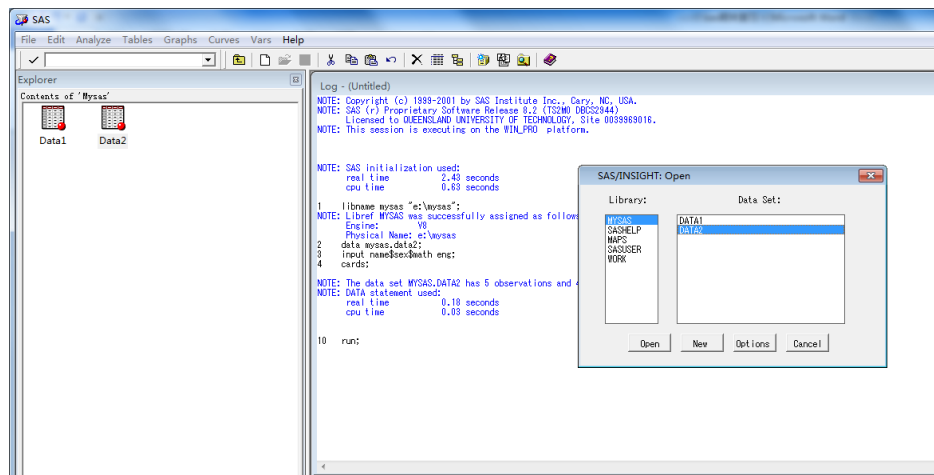 SAS
File Edit Analyze Tables Graphs Curves Vars Help
Explorer
Contents of 'Mysas'
Data1 Data2
Log - (Untitled)
NOTE: Copyright (c) 1999-2001 by SAS Institute Inc., Cary, NC, USA.
NOTE: SAS (r) Proprietary Software Release 8.2 (TS2M0 DBCS2944)
Licensed to QUEENSLAND UNIVERSITY OF TECHNOLOGY, Site 0039969016.
NOTE: This session is executing on the WIN_PRO platform.
NOTE: SAS initialization used:
real time 2.43 seconds
cpu time 0.63 seconds
1 libname mysas "e:\mysas";
NOTE: Libref MYSAS was successfully assigned as follows
Engine: V8
Physical Name: e:\mysas
2 data mysas.data2;
3 input name$sex$math eng;
4 cards;
NOTE: The data set MYSAS.DATA2 has 5 observations and 4
NOTE: DATA statement used:
real time 0.18 seconds
cpu time 0.03 seconds
10 run;
SAS/INSIGHT: Open
Library: Data Set:
MYSAS
SASHELP
MAPS
SASUSER
WORK
DATA1
DATA2
Open New Options Cancel